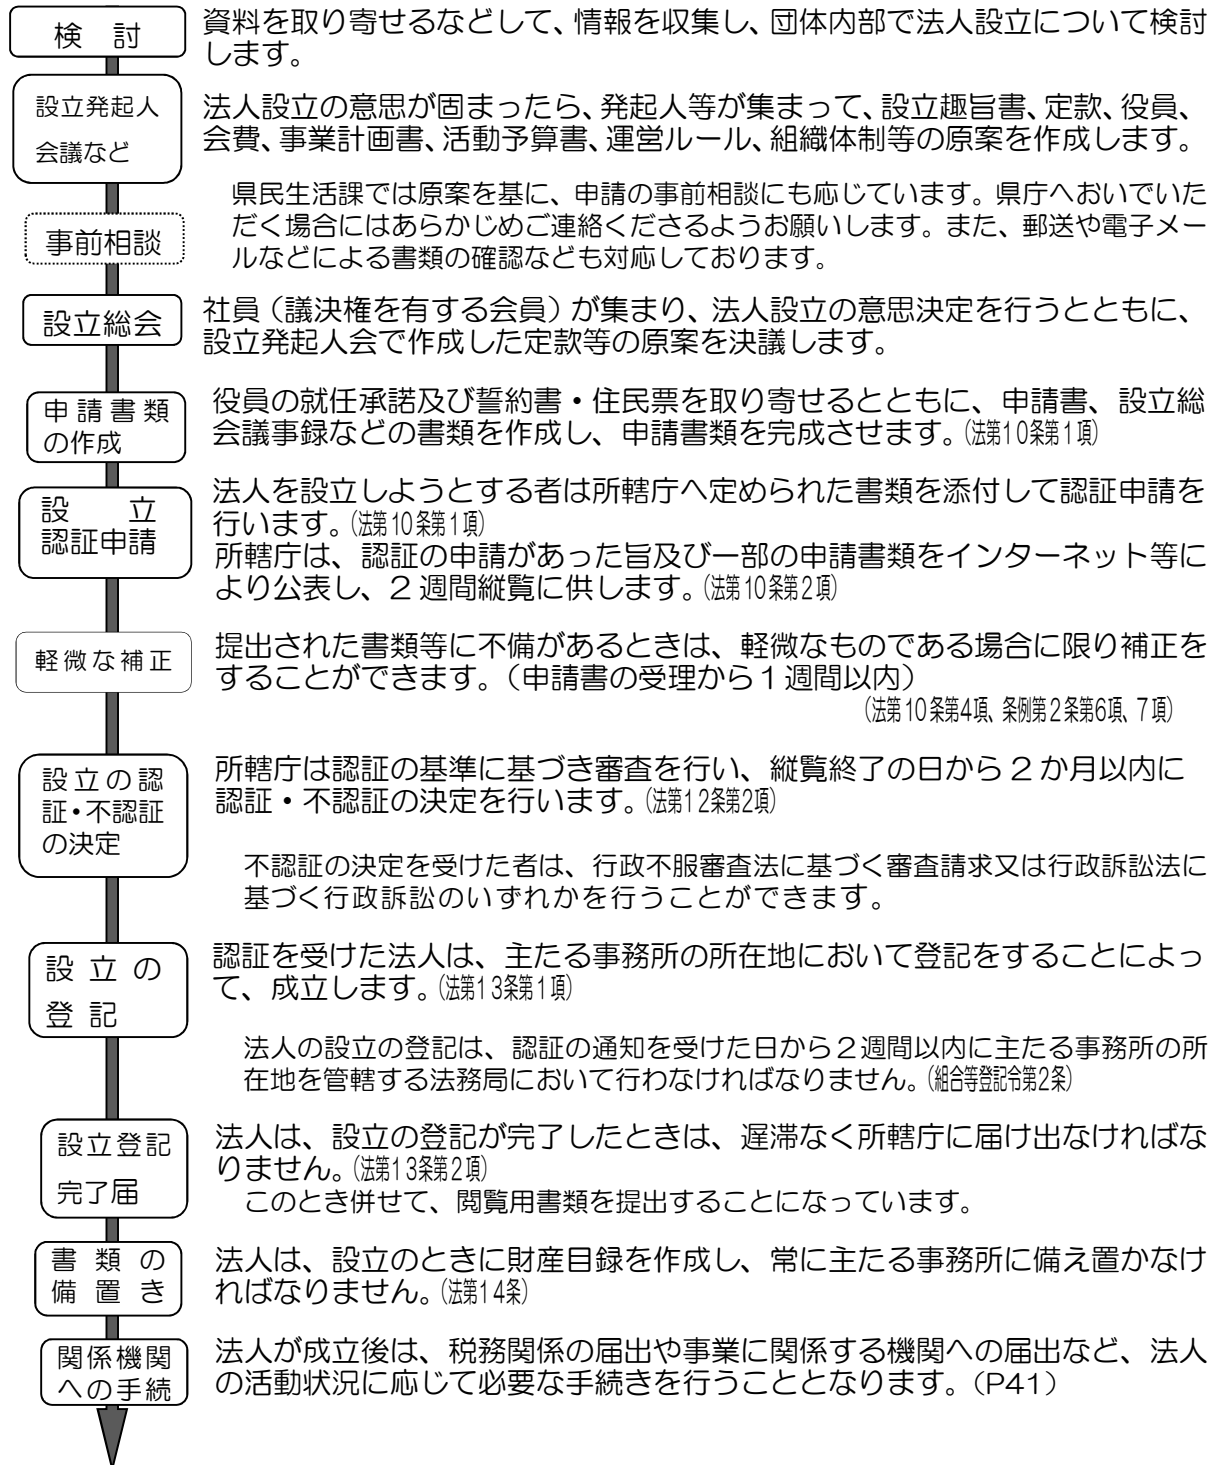 検　討
資料を取り寄せるなどして、情報を収集し、団体内部で法人設立について検討
します。
設立発起人
会議など
法人設立の意思が固まったら、発起人等が集まって、設立趣旨書、定款、役員、
会費、事業計画書、活動予算書、運営ルール、組織体制等の原案を作成します。
事前相談
県民生活課では原案を基に、申請の事前相談にも応じています。県庁へおいでいた
だく場合にはあらかじめご連絡くださるようお願いします。また、郵送や電子メー
ルなどによる書類の確認なども対応しております。
設立総会
社員（議決権を有する会員）が集まり、法人設立の意思決定を行うとともに、
設立発起人会で作成した定款等の原案を決議します。
申請書類
の作成
役員の就任承諾及び誓約書・住民票を取り寄せるとともに、申請書、設立総
会議事録などの書類を作成し、申請書類を完成させます。(法第10条第1項)
設　　立
認証申請
法人を設立しようとする者は所轄庁へ定められた書類を添付して認証申請を
行います。(法第10条第1項)
所轄庁は、認証の申請があった旨及び一部の申請書類をインターネット等に
より公表し、２週間縦覧に供します。(法第10条第2項)
軽微な補正
提出された書類等に不備があるときは、軽微なものである場合に限り補正を
することができます。（申請書の受理から１週間以内）
(法第10条第4項、条例第2条第6項、7項)
設立の認
証・不認証
の決定
所轄庁は認証の基準に基づき審査を行い、縦覧終了の日から２か月以内に
認証・不認証の決定を行います。(法第12条第2項)
不認証の決定を受けた者は、行政不服審査法に基づく審査請求又は行政訴訟法に
基づく行政訴訟のいずれかを行うことができます。
設立の
登記
認証を受けた法人は、主たる事務所の所在地において登記をすることによっ
て、成立します。(法第13条第1項)
法人の設立の登記は、認証の通知を受けた日から２週間以内に主たる事務所の所
在地を管轄する法務局において行わなければなりません。(組合等登記令第2条)
設立登記
完了届
法人は、設立の登記が完了したときは、遅滞なく所轄庁に届け出なければな
りません。(法第13条第2項)
このとき併せて、閲覧用書類を提出することになっています。
書類の
備置き
法人は、設立のときに財産目録を作成し、常に主たる事務所に備え置かなけ
ればなりません。(法第14条)
関係機関
への手続
法人が成立後は、税務関係の届出や事業に関係する機関への届出など、法人
の活動状況に応じて必要な手続きを行うこととなります。（P41）